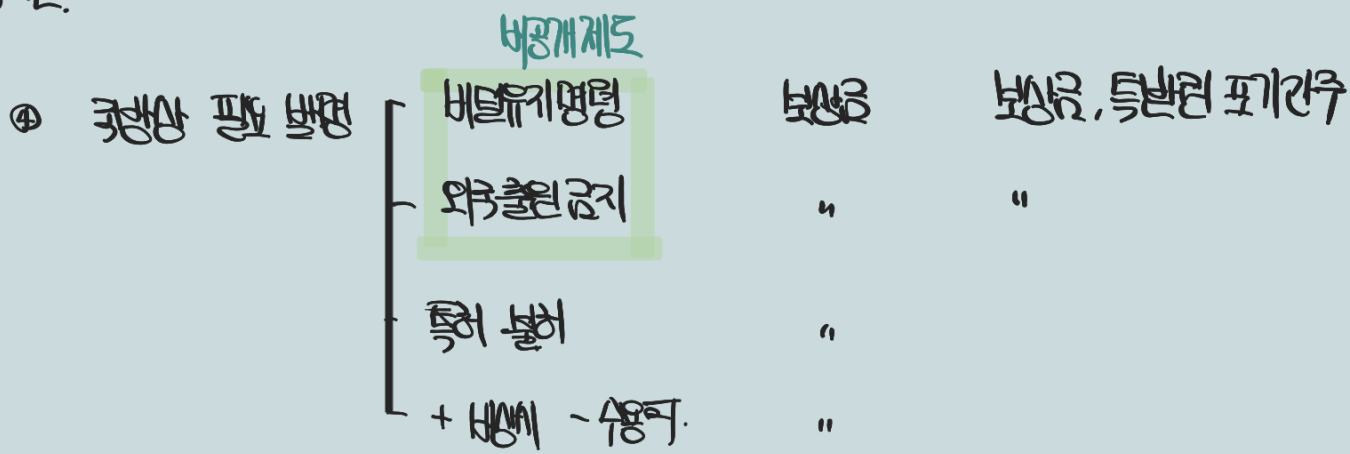 비공개제도
④ 국방상 필요 발명 비밀유지명령 보상금 보상금, 특받권 포기간주
외국출원 금지 " "
특허 불허 "
+ 비상시 ~ 수용 "